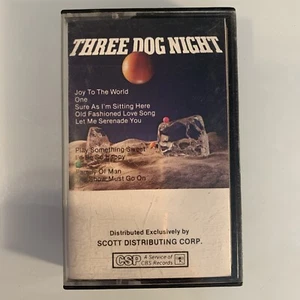 THREE DOG NIGHT
Joy To The World
One
Sure As I'm Sitting Here
Old Fashioned Love Song
Let Me Serenade You
Play Something Sweet
Of Man
Must Go On
Distributed Exclusively by
SCOTT DISTRIBUTING CORP.
CSP
A Service of
CBS Records